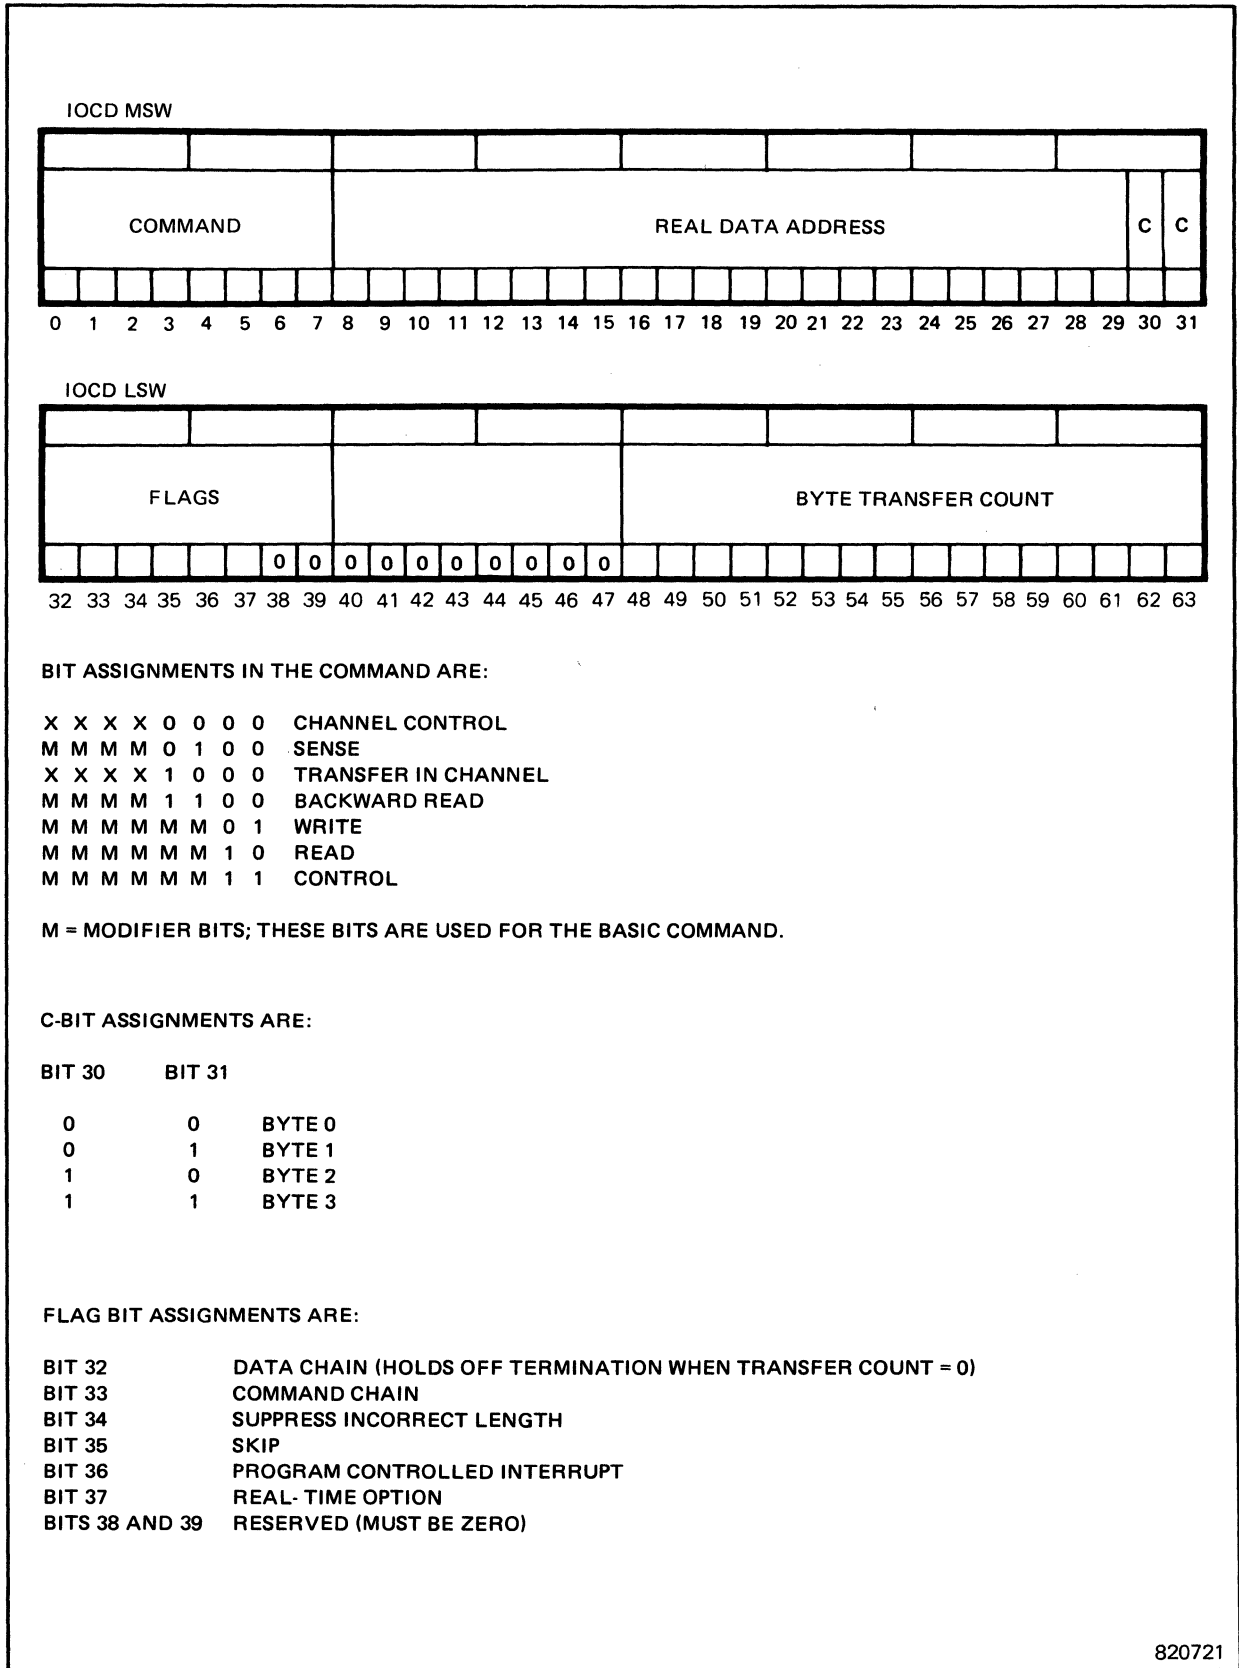 IOCD MSW
COMMAND REAL DATA ADDRESS C C
0 1 2 3 4 5 6 7 8 9 10 11 12 13 14 15 16 17 18 19 20 21 22 23 24 25 26 27 28 29 30 31
IOCD LSW
FLAGS BYTE TRANSFER COUNT
0 0 0 0 0 0 0 0 0 0
32 33 34 35 36 37 38 39 40 41 42 43 44 45 46 47 48 49 50 51 52 53 54 55 56 57 58 59 60 61 62 63
BIT ASSIGNMENTS IN THE COMMAND ARE:
X X X X 0 0 0 0 CHANNEL CONTROL
M M M M 0 1 0 0 SENSE
X X X X 1 0 0 0 TRANSFER IN CHANNEL
M M M M 1 1 0 0 BACKWARD READ
M M M M M M 0 1 WRITE
M M M M M M 1 0 READ
M M M M M M 1 1 CONTROL
M = MODIFIER BITS; THESE BITS ARE USED FOR THE BASIC COMMAND.
C-BIT ASSIGNMENTS ARE:
BIT 30 BIT 31
0 0 BYTE 0
0 1 BYTE 1
1 0 BYTE 2
1 1 BYTE 3
FLAG BIT ASSIGNMENTS ARE:
BIT 32 DATA CHAIN (HOLDS OFF TERMINATION WHEN TRANSFER COUNT = 0)
BIT 33 COMMAND CHAIN
BIT 34 SUPPRESS INCORRECT LENGTH
BIT 35 SKIP
BIT 36 PROGRAM CONTROLLED INTERRUPT
BIT 37 REAL-TIME OPTION
BITS 38 AND 39 RESERVED (MUST BE ZERO)
820721